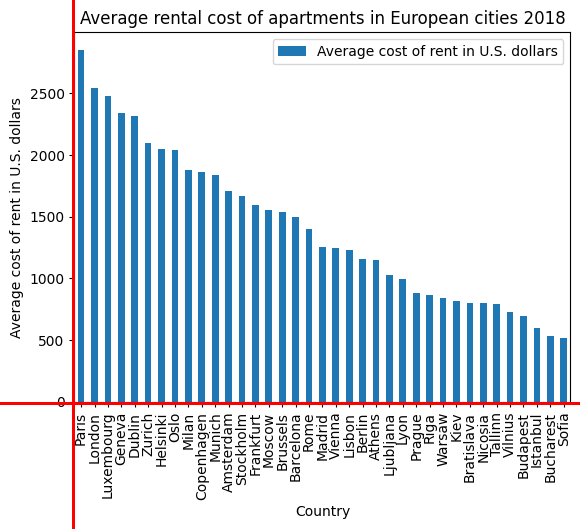 Average rental cost of apartments in European cities 2018
Average cost of rent in U.S. dollars
Average cost of rent in U.S. dollars
2500
2000
1500
1000
500
0
Paris
London
Luxembourg
Geneva
Dublin
Zurich
Helsinki
Oslo
Milan
Copenhagen
Munich
Amsterdam
Stockholm
Frankfurt
Moscow
Brussels
Barcelona
Rome
Madrid
Vienna
Lisbon
Berlin
Athens
Ljubljana
Lyon
Prague
Riga
Warsaw
Kiev
Bratislava
Nicosia
Tallinn
Vilnius
Budapest
Istanbul
Bucharest
Sofia
Country